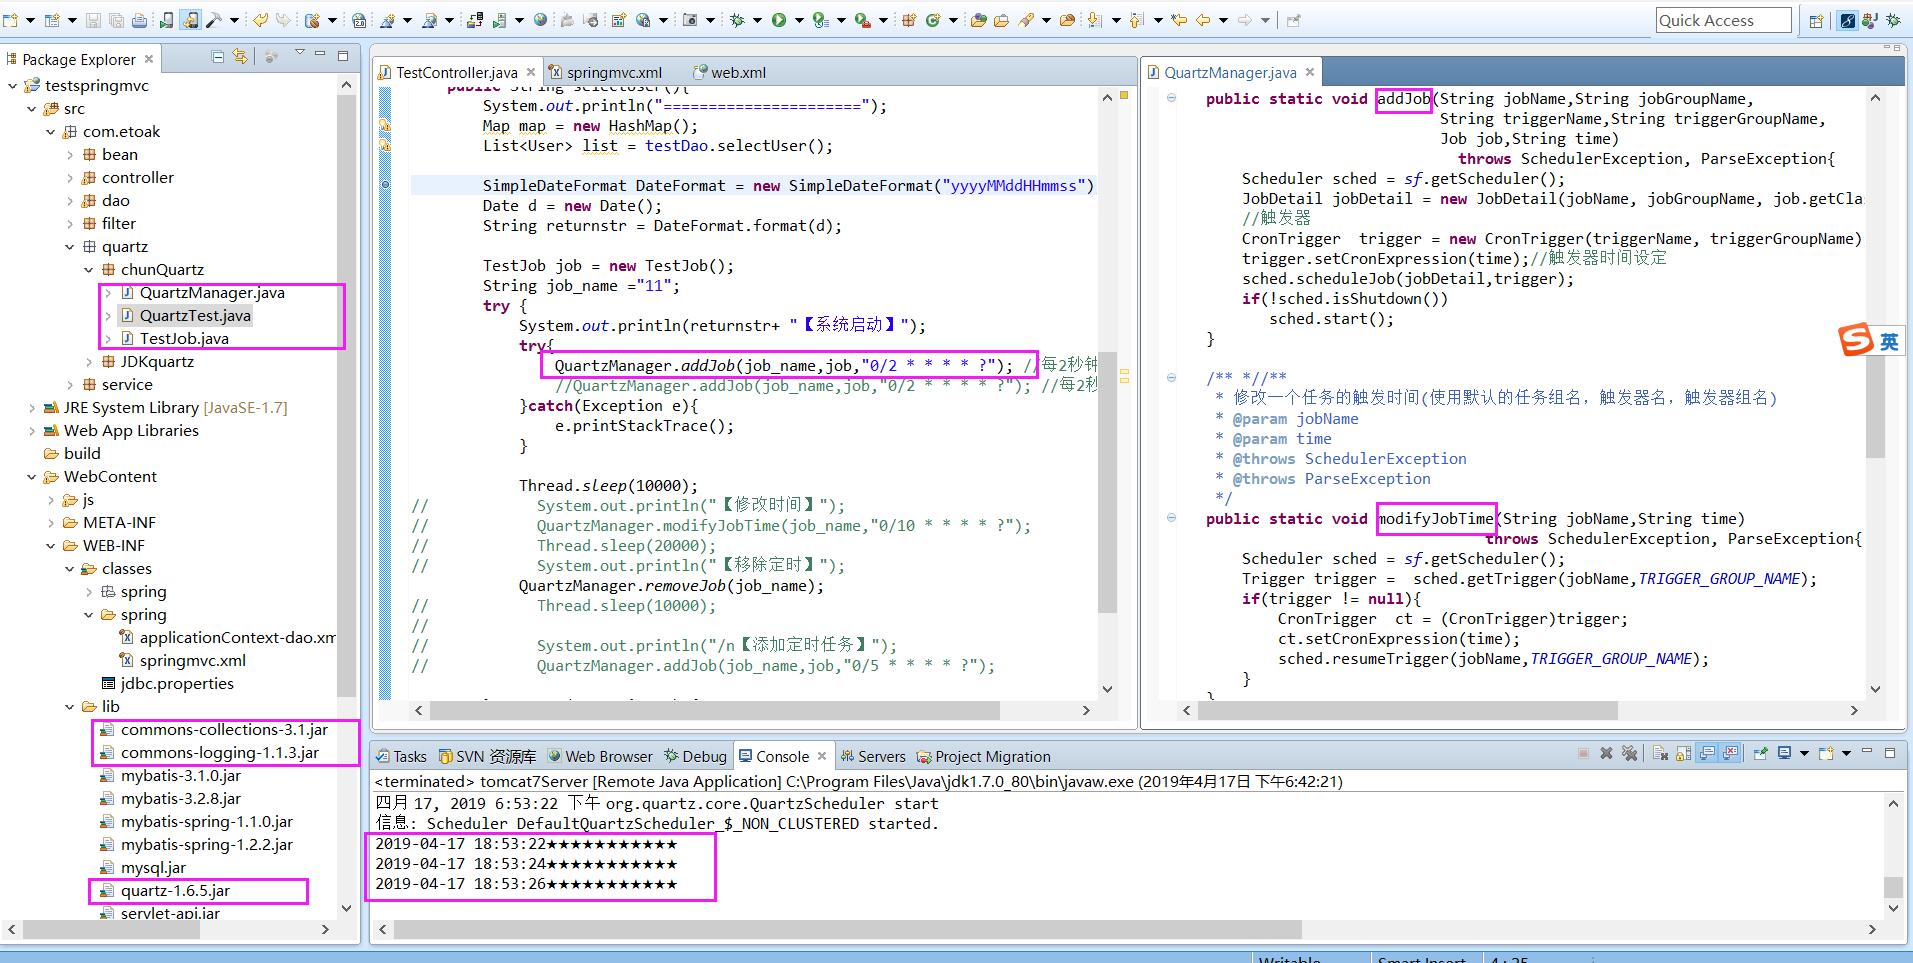 Quick Access
Package Explorer
testspringmvc
src
com.etoak
bean
controller
dao
filter
quartz
chunQuartz
QuartzManager.java
QuartzTest.java
TestJob.java
JDKquartz
service
JRE System Library [JavaSE-1.7]
Web App Libraries
build
WebContent
js
META-INF
WEB-INF
classes
spring
spring
applicationContext-dao.xm
springmvc.xml
jdbc.properties
lib
commons-collections-3.1.jar
commons-logging-1.1.3.jar
mybatis-3.1.0.jar
mybatis-3.2.8.jar
mybatis-spring-1.1.0.jar
mybatis-spring-1.2.2.jar
mysql.jar
quartz-1.6.5.jar
servlet-api.jar
TestController.java springmvc.xml web.xml
public String selectUser(){
System.out.println("======================");
Map map = new HashMap();
List<User> list = testDao.selectUser();
SimpleDateFormat DateFormat = new SimpleDateFormat("yyyyMMddHHmmss")
Date d = new Date();
String returnstr = DateFormat.format(d);
TestJob job = new TestJob();
String job_name ="11";
try {
System.out.println(returnstr+ "【系统启动】");
try{
QuartzManager.addJob(job_name,job,"0/2 * * * * ?"); //每2秒钟
//QuartzManager.addJob(job_name,job,"0/2 * * * * ?"); //每2秒
}catch(Exception e){
e.printStackTrace();
}
Thread.sleep(10000);
// System.out.println("【修改时间】");
// QuartzManager.modifyJobTime(job_name,"0/10 * * * * ?");
// Thread.sleep(20000);
// System.out.println("【移除定时】");
QuartzManager.removeJob(job_name);
// Thread.sleep(10000);
//
// System.out.println("/n【添加定时任务】");
// QuartzManager.addJob(job_name,job,"0/5 * * * * ?");
QuartzManager.java
public static void addJob(String jobName,String jobGroupName,
String triggerName,String triggerGroupName,
Job job,String time)
throws SchedulerException, ParseException{
Scheduler sched = sf.getScheduler();
JobDetail jobDetail = new JobDetail(jobName, jobGroupName, job.getCla
//触发器
CronTrigger trigger = new CronTrigger(triggerName, triggerGroupName)
trigger.setCronExpression(time);//触发器时间设定
sched.scheduleJob(jobDetail,trigger);
if(!sched.isShutdown())
sched.start();
}
/** *//**
* 修改一个任务的触发时间(使用默认的任务组名，触发器名，触发器组名)
* @param jobName
* @param time
* @throws SchedulerException
* @throws ParseException
*/
public static void modifyJobTime(String jobName,String time)
throws SchedulerException, ParseException{
Scheduler sched = sf.getScheduler();
Trigger trigger = sched.getTrigger(jobName,TRIGGER_GROUP_NAME);
if(trigger != null){
CronTrigger ct = (CronTrigger)trigger;
ct.setCronExpression(time);
sched.resumeTrigger(jobName,TRIGGER_GROUP_NAME);
}
}
英
Tasks SVN 资源库 Web Browser Debug Console Servers Project Migration
<terminated> tomcat7Server [Remote Java Application] C:\Program Files\Java\jdk1.7.0_80\bin\javaw.exe (2019年4月17日 下午6:42:21)
四月 17, 2019 6:53:22 下午 org.quartz.core.QuartzScheduler start
信息: Scheduler DefaultQuartzScheduler_$_NON_CLUSTERED started.
2019-04-17 18:53:22★★★★★★★★★★★
2019-04-17 18:53:24★★★★★★★★★★★
2019-04-17 18:53:26★★★★★★★★★★★
Writable Smart Insert 4 : 25